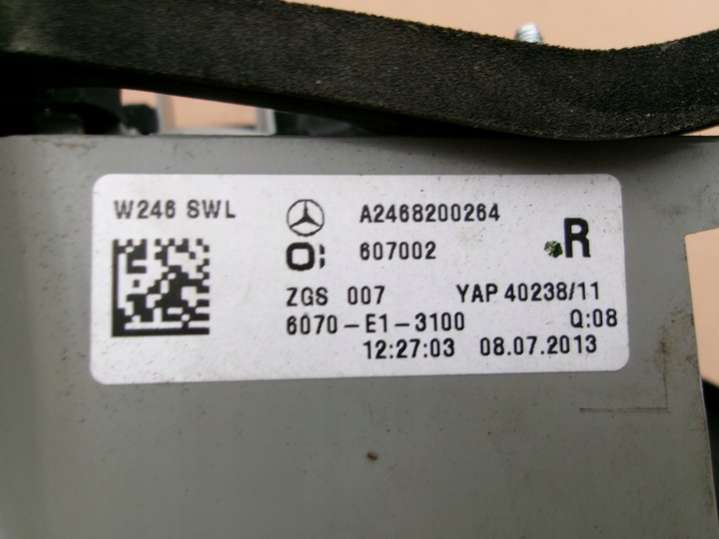 W246 SWL A2468200264
607002 R
ZGS 007 YAP 40238/11
6070-E1-3100 Q:08
12:27:03 08.07.2013